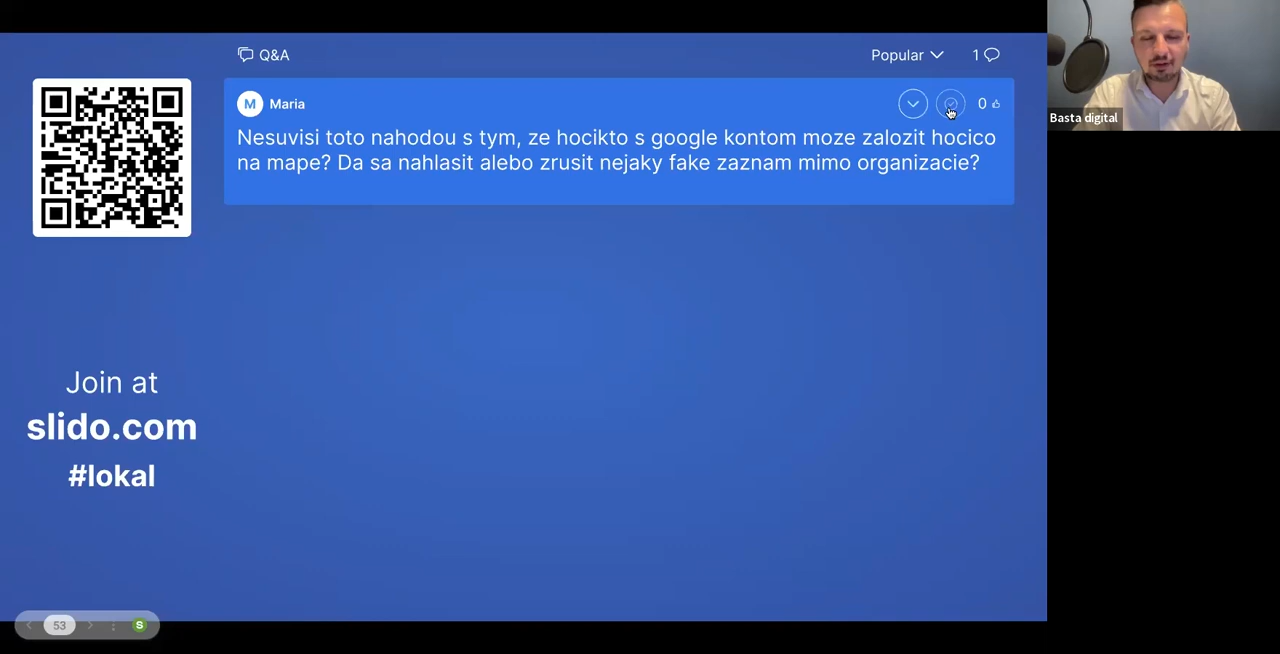 Q&A
Popular
1
M Maria
0
Nesuvisi toto nahodou s tym, ze hocikto s google kontom moze zalozit hocico
na mape? Da sa nahlasit alebo zrusit nejaky fake zaznam mimo organizacie?
Join at
slido.com
#lokal
53
S
Basta digital